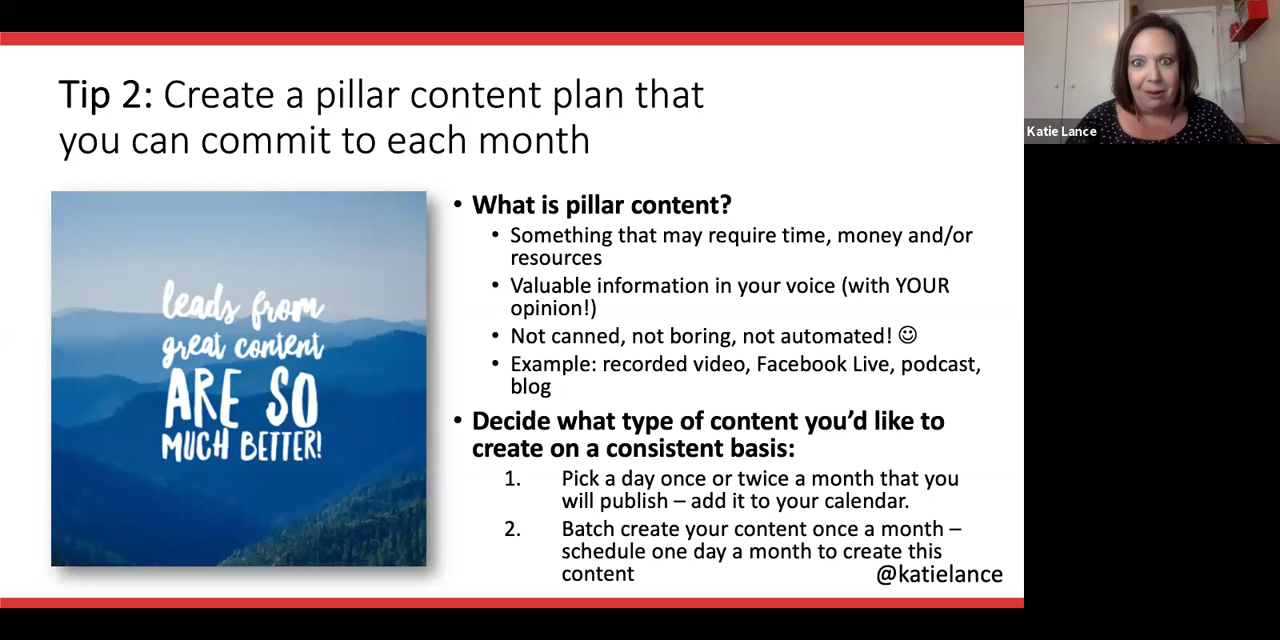 Tip 2: Create a pillar content plan that
you can commit to each month
leads from
great content
ARE SO
MUCH BETTER!
• What is pillar content?
• Something that may require time, money and/or
resources
• Valuable information in your voice (with YOUR
opinion!)
• Not canned, not boring, not automated! ☺
• Example: recorded video, Facebook Live, podcast,
blog
• Decide what type of content you’d like to
create on a consistent basis:
1. Pick a day once or twice a month that you
will publish – add it to your calendar.
2. Batch create your content once a month –
schedule one day a month to create this
content
@katielance
Katie Lance